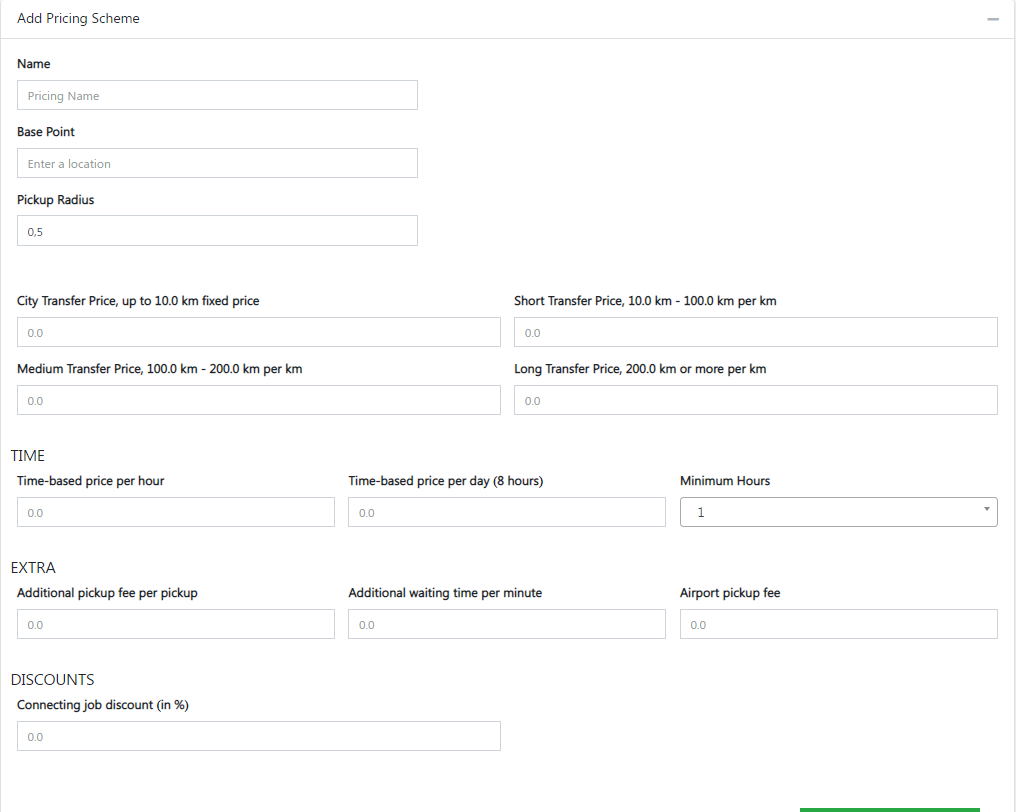 Add Pricing Scheme
Name
Pricing Name
Base Point
Enter a location
Pickup Radius
0,5
City Transfer Price, up to 10.0 km fixed price
Short Transfer Price, 10.0 km - 100.0 km per km
0.0
0.0
Medium Transfer Price, 100.0 km - 200.0 km per km
Long Transfer Price, 200.0 km or more per km
0.0
0.0
TIME
Time-based price per hour
Time-based price per day (8 hours)
Minimum Hours
0.0
0.0
1
EXTRA
Additional pickup fee per pickup
Additional waiting time per minute
Airport pickup fee
0.0
0.0
0.0
DISCOUNTS
Connecting job discount (in %)
0.0